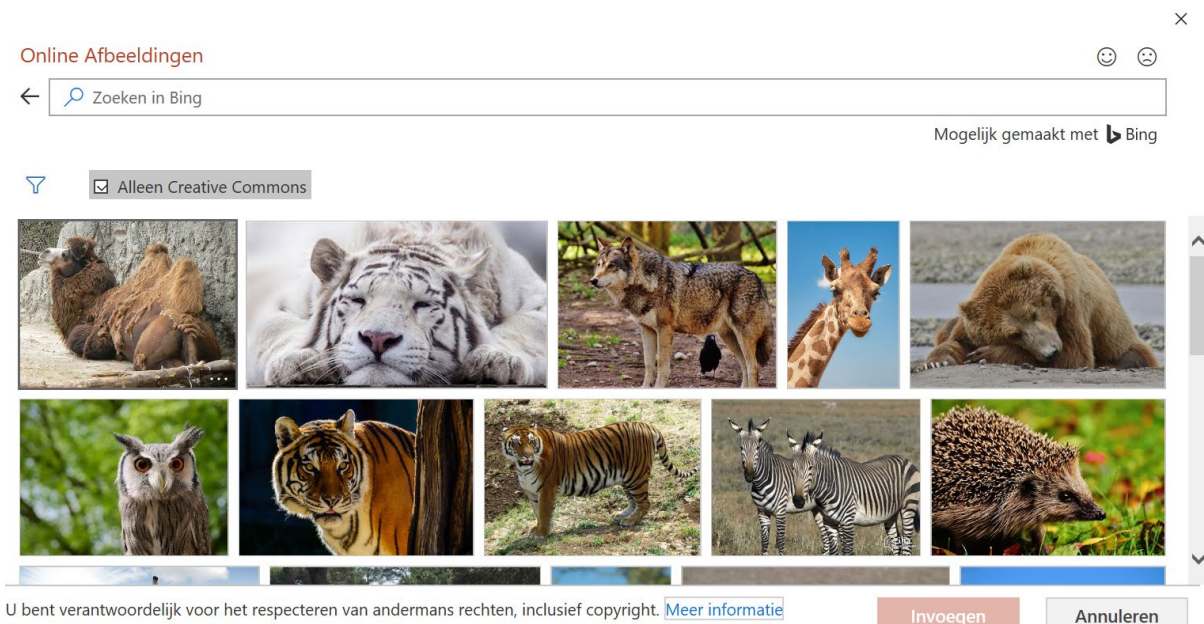 Online Afbeeldingen
Zoeken in Bing
Mogelijk gemaakt met Bing
Alleen Creative Commons
U bent verantwoordelijk voor het respecteren van andermans rechten, inclusief copyright. Meer informatie
Invoegen Annuleren